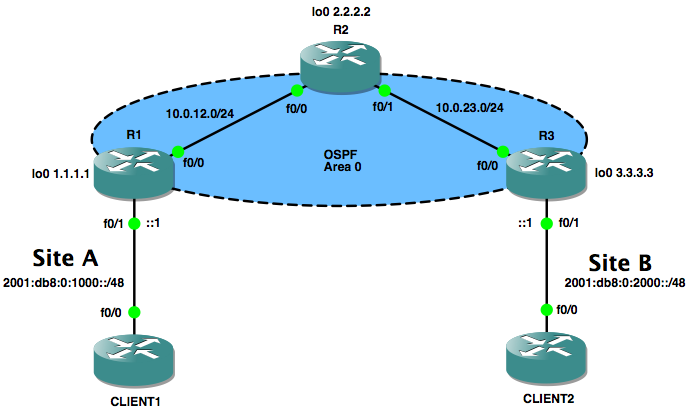 lo0 2.2.2.2
R2
f0/0
f0/1
10.0.12.0/24
10.0.23.0/24
R1
R3
f0/0
f0/0
OSPF
Area 0
lo0 1.1.1.1
lo0 3.3.3.3
f0/1
::1
::1
f0/1
Site A
2001:db8:0:1000::/48
Site B
2001:db8:0:2000::/48
f0/0
f0/0
CLIENT1
CLIENT2